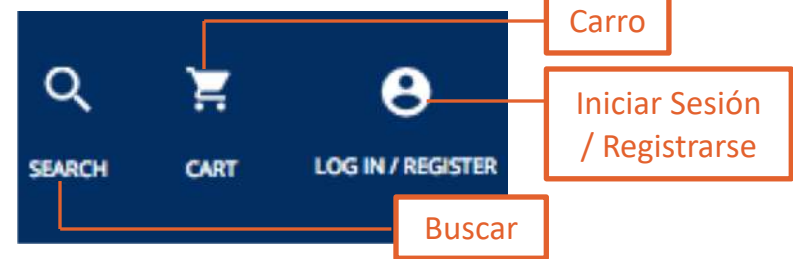 Carro
Iniciar Sesión
/ Registrarse
SEARCH
CART
LOG IN / REGISTER
Buscar